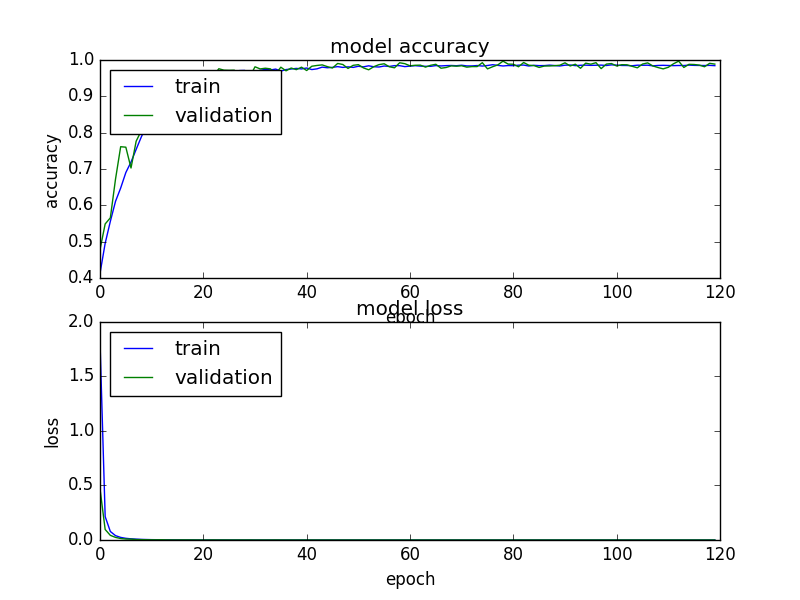 model accuracy
1.0
0.9
0.8
0.7
0.6
0.5
0.4
accuracy
train
validation
0 20 40 60 80 100 120
epoch
model loss
2.0
1.5
1.0
0.5
0.0
loss
train
validation
0 20 40 60 80 100 120
epoch